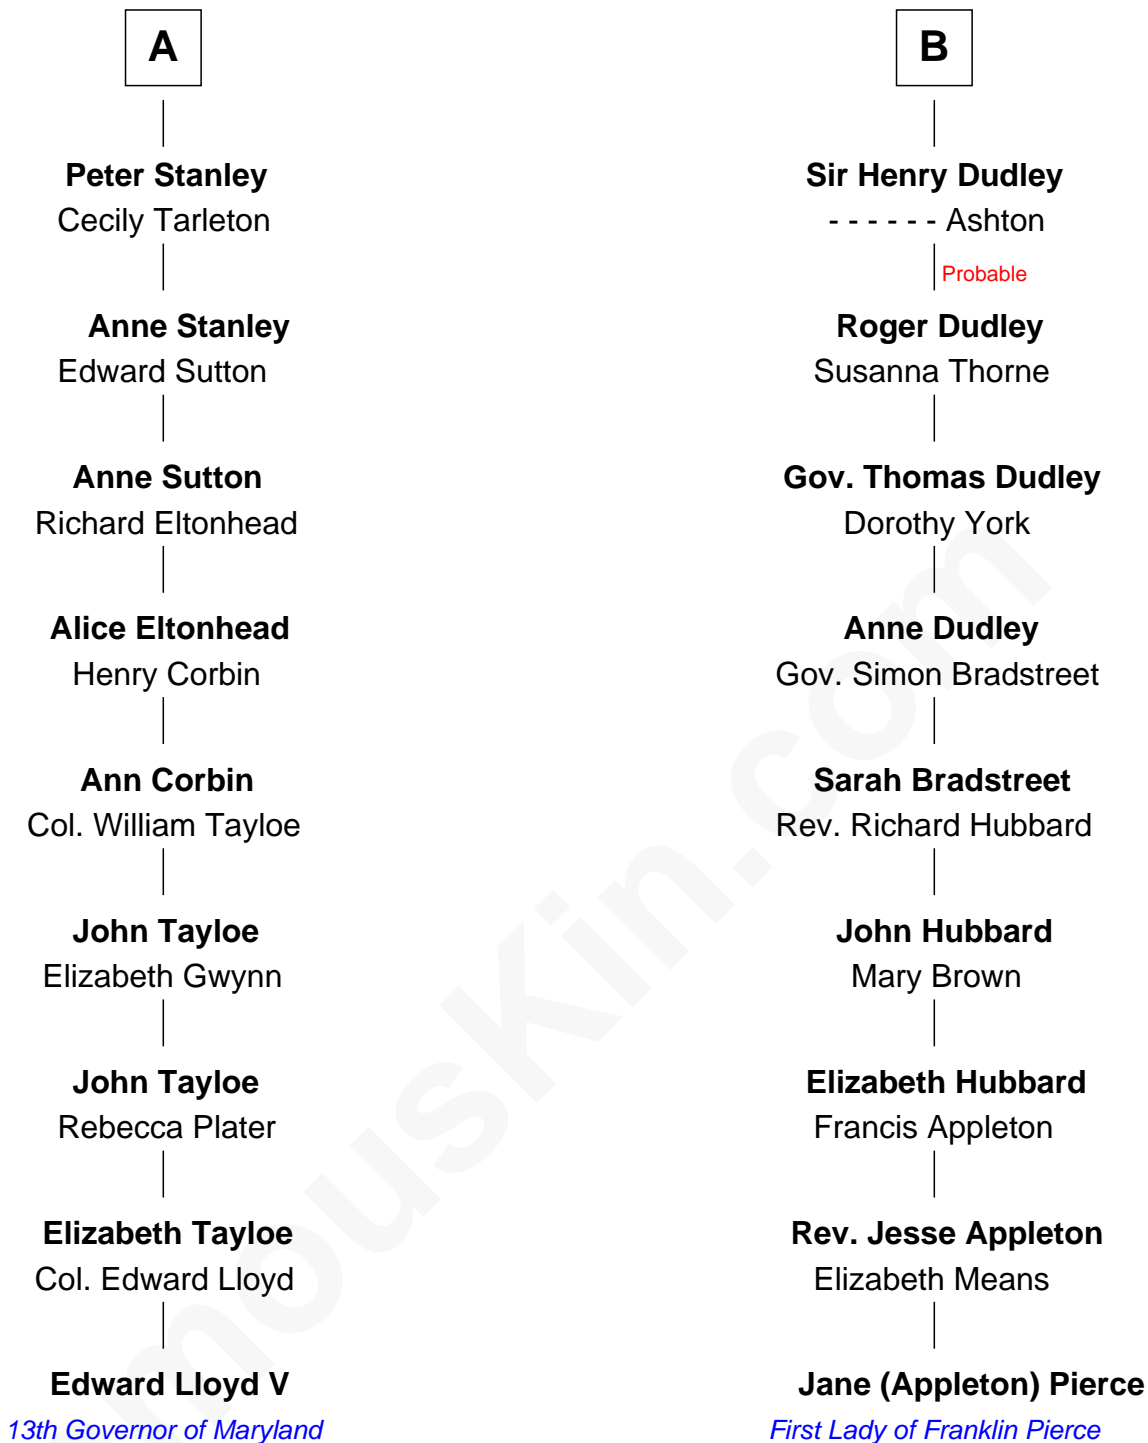 A
Peter Stanley
Cecily Tarleton
Anne Stanley
Edward Sutton
Anne Sutton
Richard Eltonhead
Alice Eltonhead
Henry Corbin
Ann Corbin
Col. William Tayloe
John Tayloe
Elizabeth Gwynn
John Tayloe
Rebecca Plater
Elizabeth Tayloe
Col. Edward Lloyd
Edward Lloyd V
13th Governor of Maryland
B
Sir Henry Dudley
- - - - - - Ashton
Probable
Roger Dudley
Susanna Thorne
Gov. Thomas Dudley
Dorothy York
Anne Dudley
Gov. Simon Bradstreet
Sarah Bradstreet
Rev. Richard Hubbard
John Hubbard
Mary Brown
Elizabeth Hubbard
Francis Appleton
Rev. Jesse Appleton
Elizabeth Means
Jane (Appleton) Pierce
First Lady of Franklin Pierce
mousKin.com